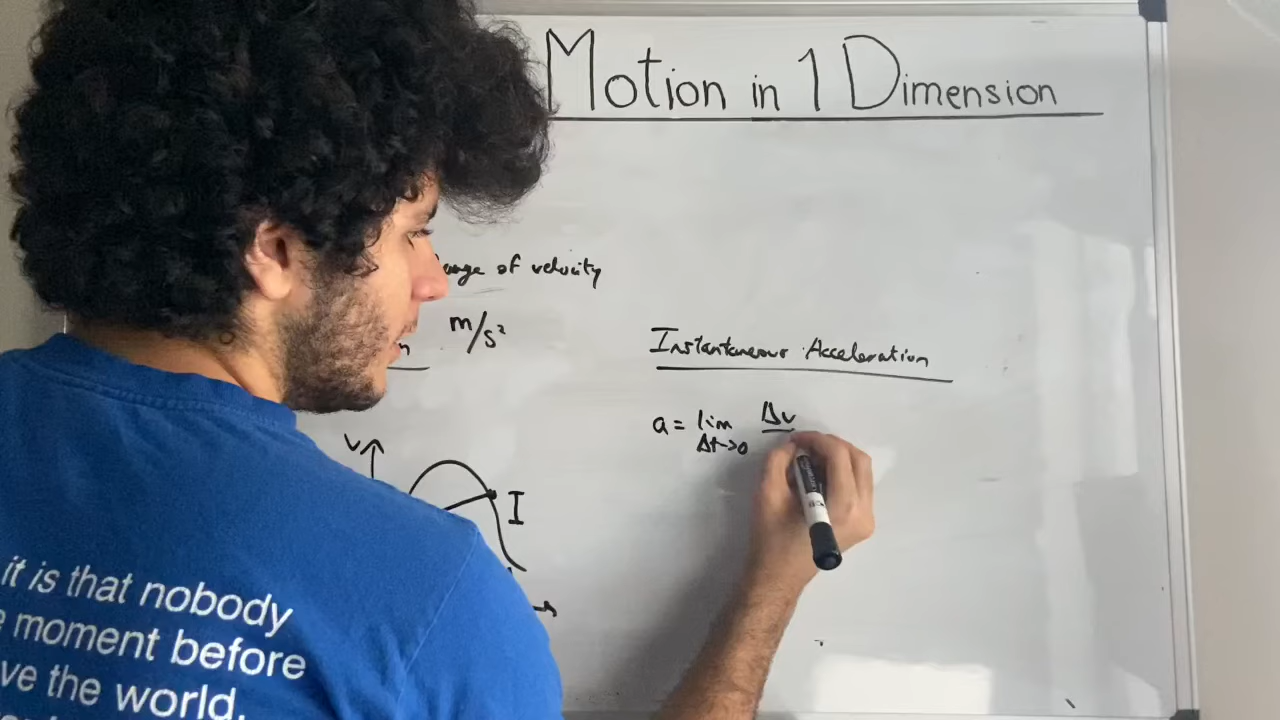 Motion in 1 Dimension
of velocity
m/s²
Instantaneous Acceleration
a = lim Δv
Δt→0
v
I
it is that nobody
moment before
the world.